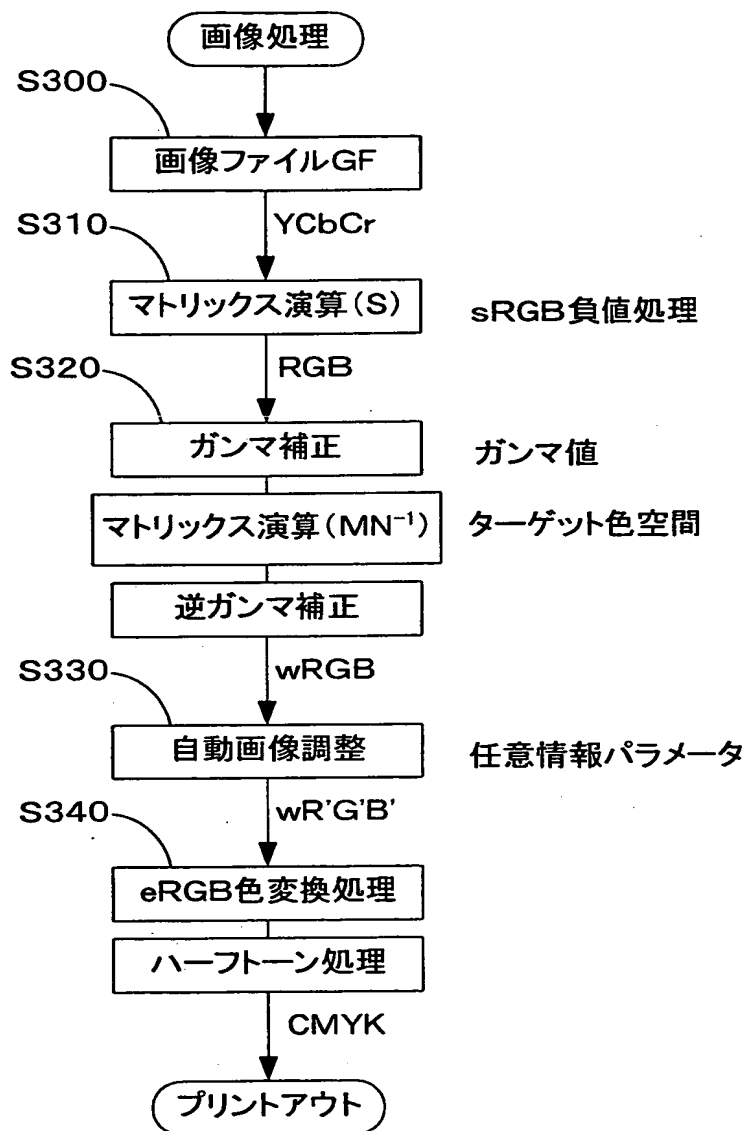 画像処理
S300
画像ファイルGF
YCbCr
S310
マトリックス演算(S)
sRGB負値処理
RGB
S320
ガンマ補正
ガンマ値
マトリックス演算(MN⁻¹)
ターゲット色空間
逆ガンマ補正
wRGB
S330
自動画像調整
任意情報パラメータ
wR'G'B'
S340
eRGB色変換処理
ハーフトーン処理
CMYK
プリントアウト